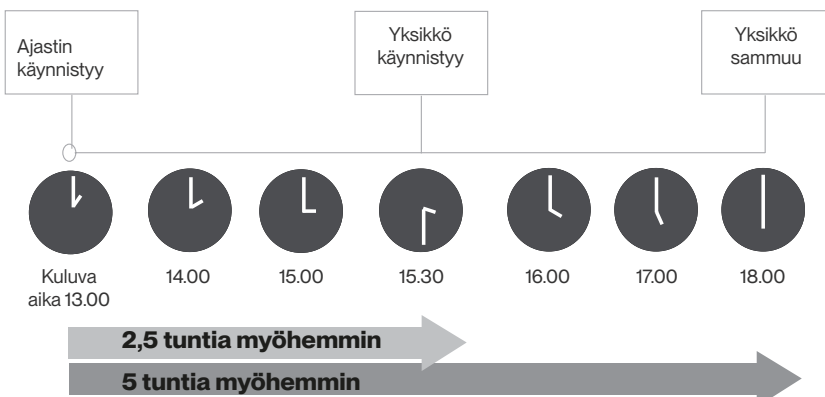 Ajastin
käynnistyy
Yksikkö
käynnistyy
Yksikkö
sammuu
Kuluva
aika 13.00
14.00
15.00
15.30
16.00
17.00
18.00
2,5 tuntia myöhemmin
5 tuntia myöhemmin